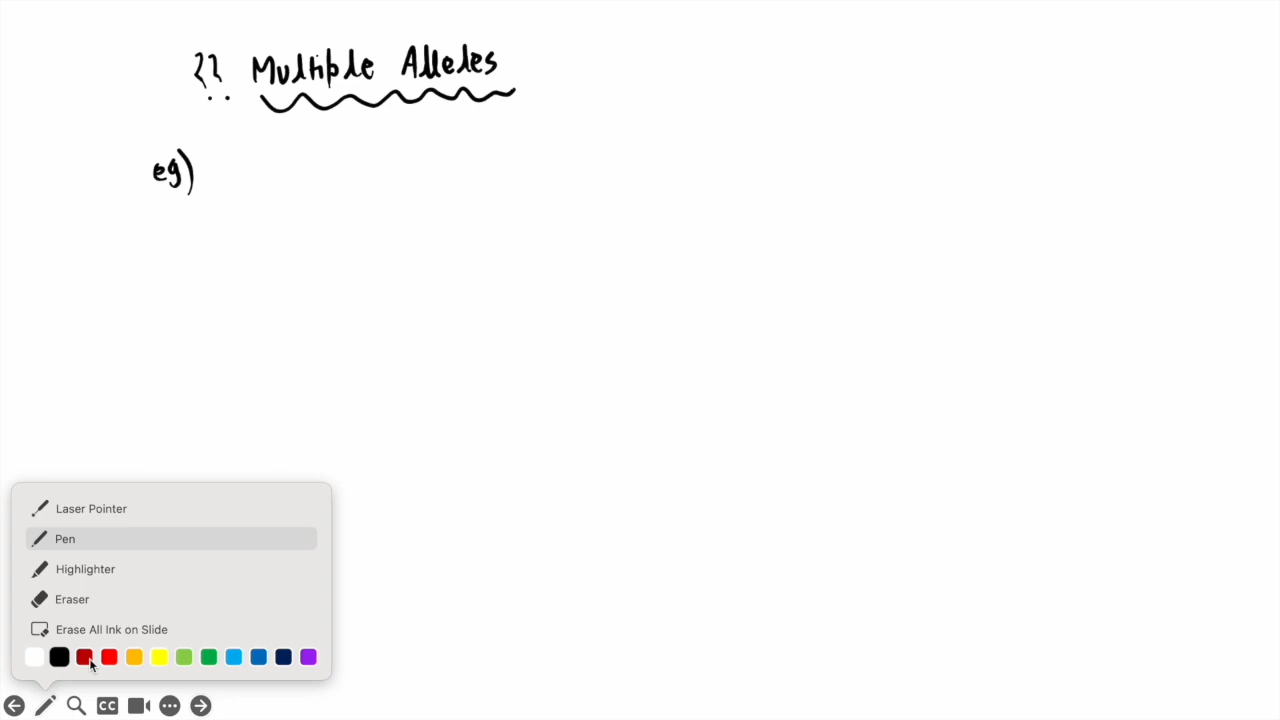 ?? Multiple Alleles
eg)
Laser Pointer
Pen
Highlighter
Eraser
Erase All Ink on Slide
CC